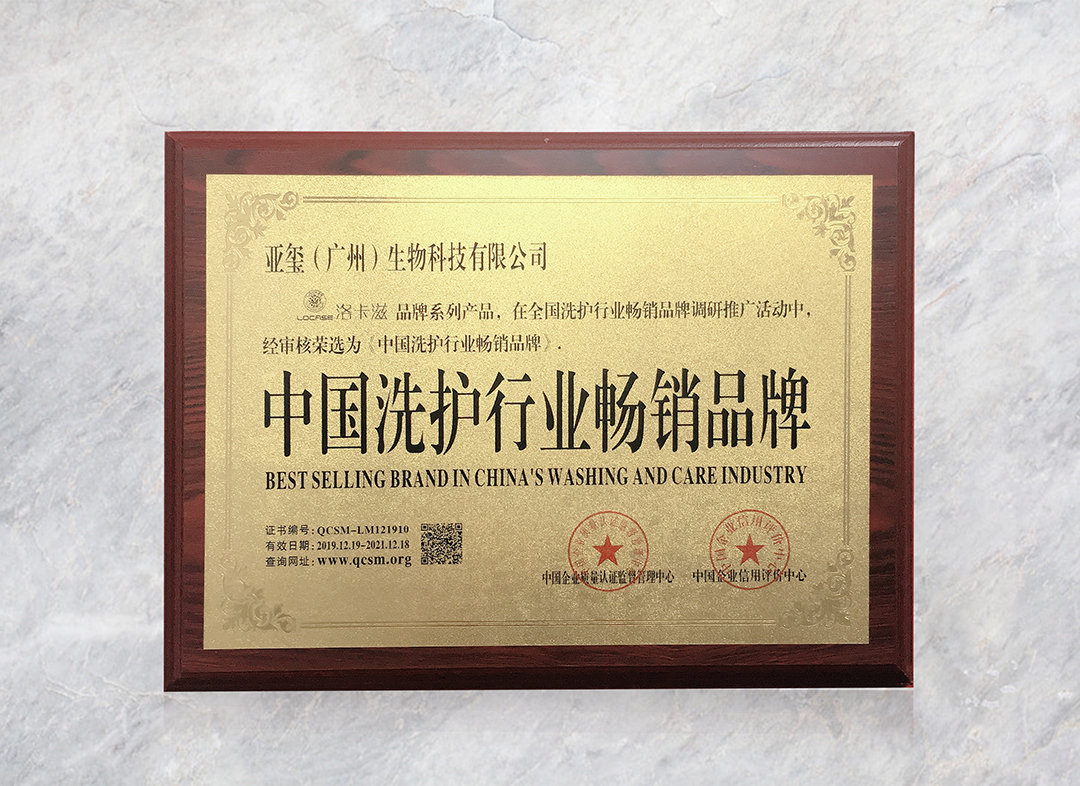 亚玺（广州）生物科技有限公司
LOCASE 洛卡滋 品牌系列产品，在全国洗护行业畅销品牌调研推广活动中，
经审核荣选为《中国洗护行业畅销品牌》.
中国洗护行业畅销品牌
BEST SELLING BRAND IN CHINA'S WASHING AND CARE INDUSTRY
证书编号：QCSM-LM121910
有效日期：2019.12.19-2021.12.18
查询网址：www.qcsm.org
中国企业质量认证监督管理中心
中国企业信用评价中心